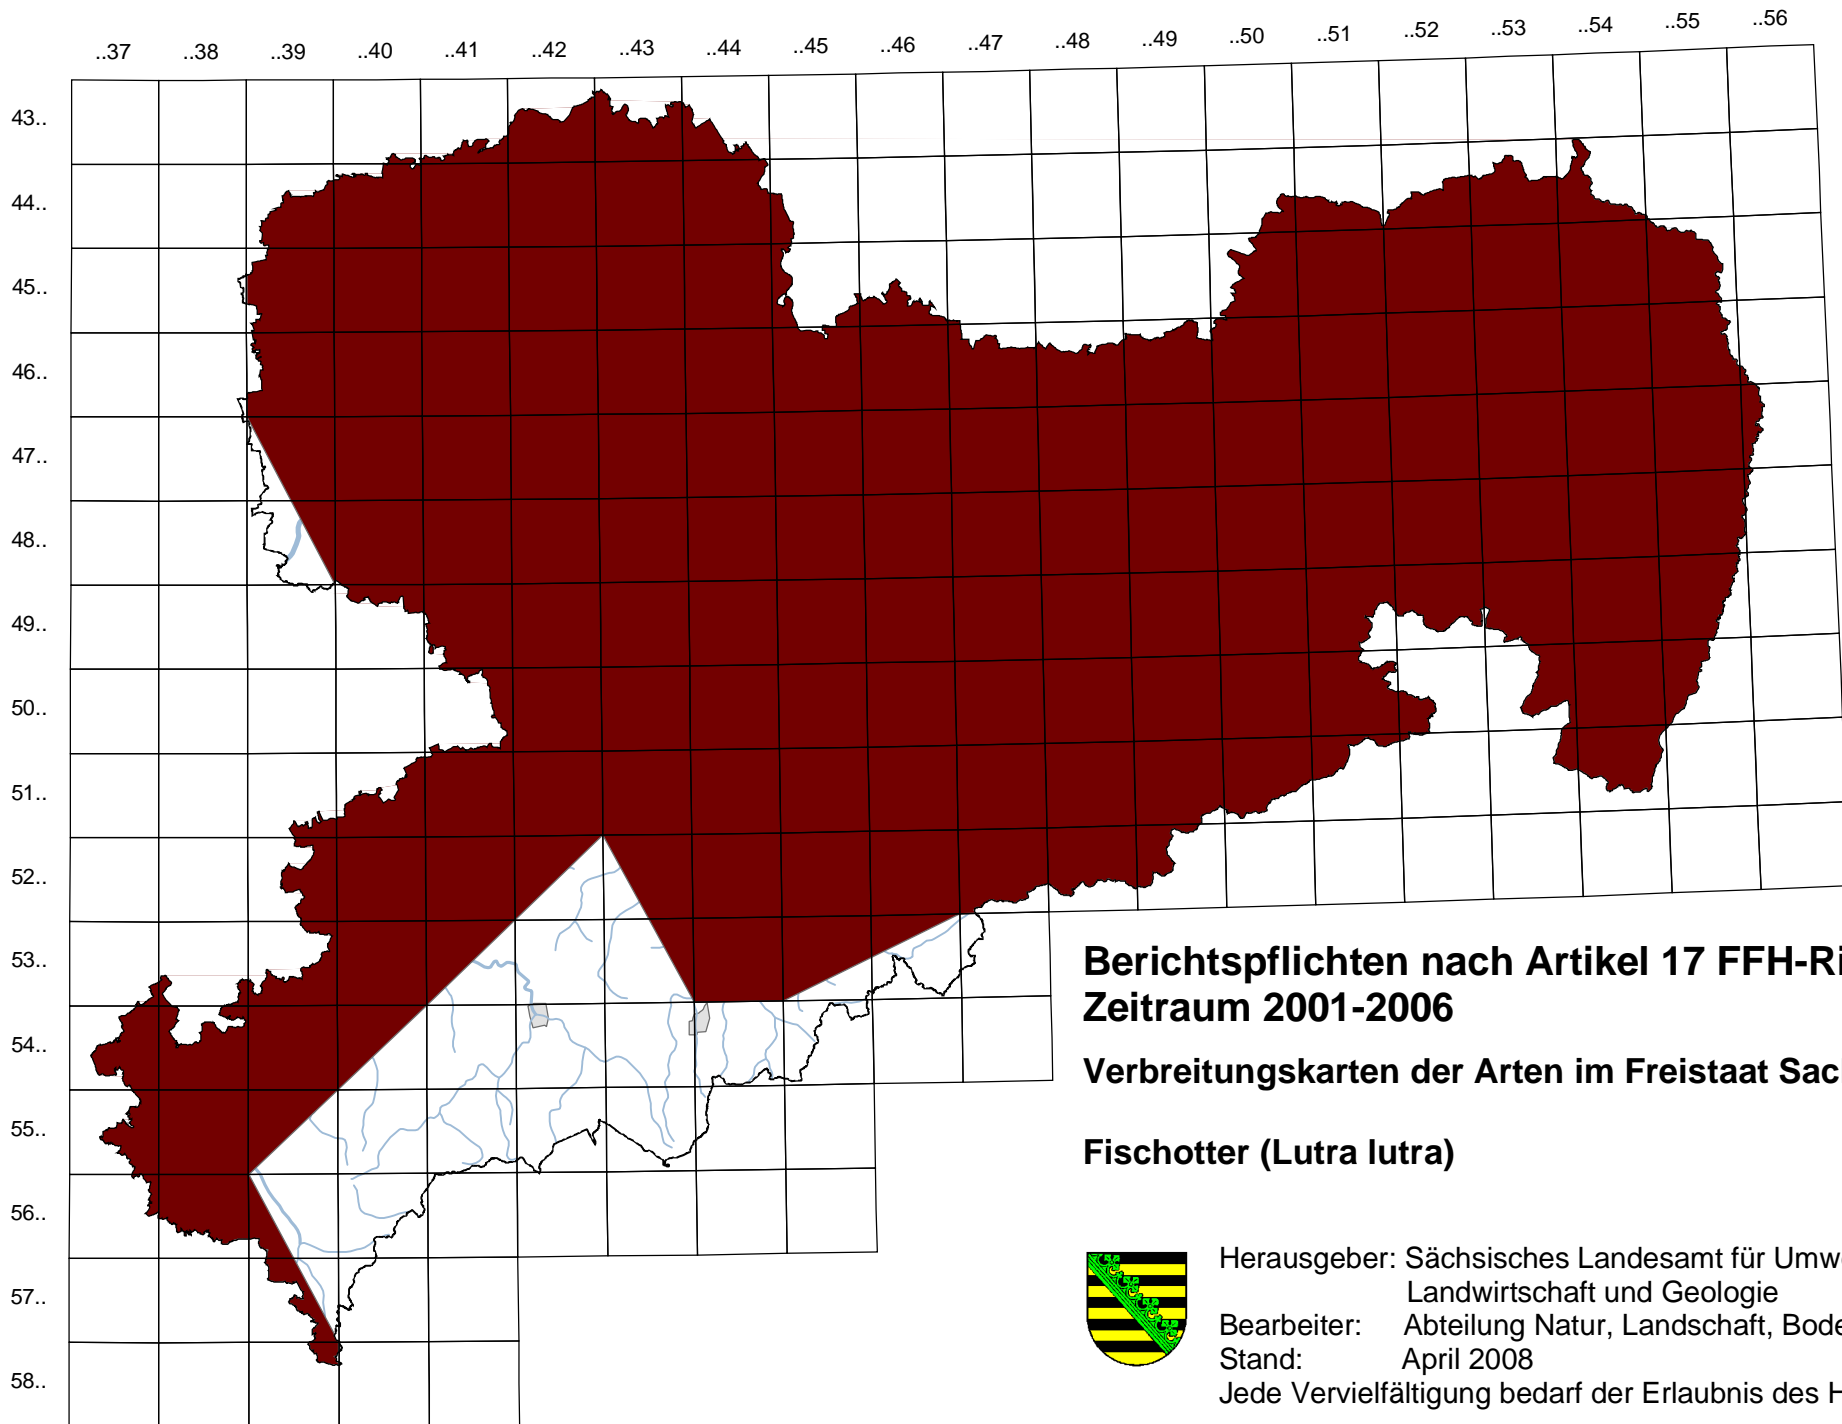 ..37 ..38 ..39 ..40 ..41 ..42 ..43 ..44 ..45 ..46 ..47 ..48 ..49 ..50 ..51 ..52 ..53 ..54 ..55 ..56
43..
44..
45..
46..
47..
48..
49..
50..
51..
52..
53..
54..
55..
56..
57..
58..
Berichtspflichten nach Artikel 17 FFH-Ri
Zeitraum 2001-2006
Verbreitungskarten der Arten im Freistaat Sac
Fischotter (Lutra lutra)
Herausgeber: Sächsisches Landesamt für Umw
Landwirtschaft und Geologie
Bearbeiter: Abteilung Natur, Landschaft, Bode
Stand: April 2008
Jede Vervielfältigung bedarf der Erlaubnis des H